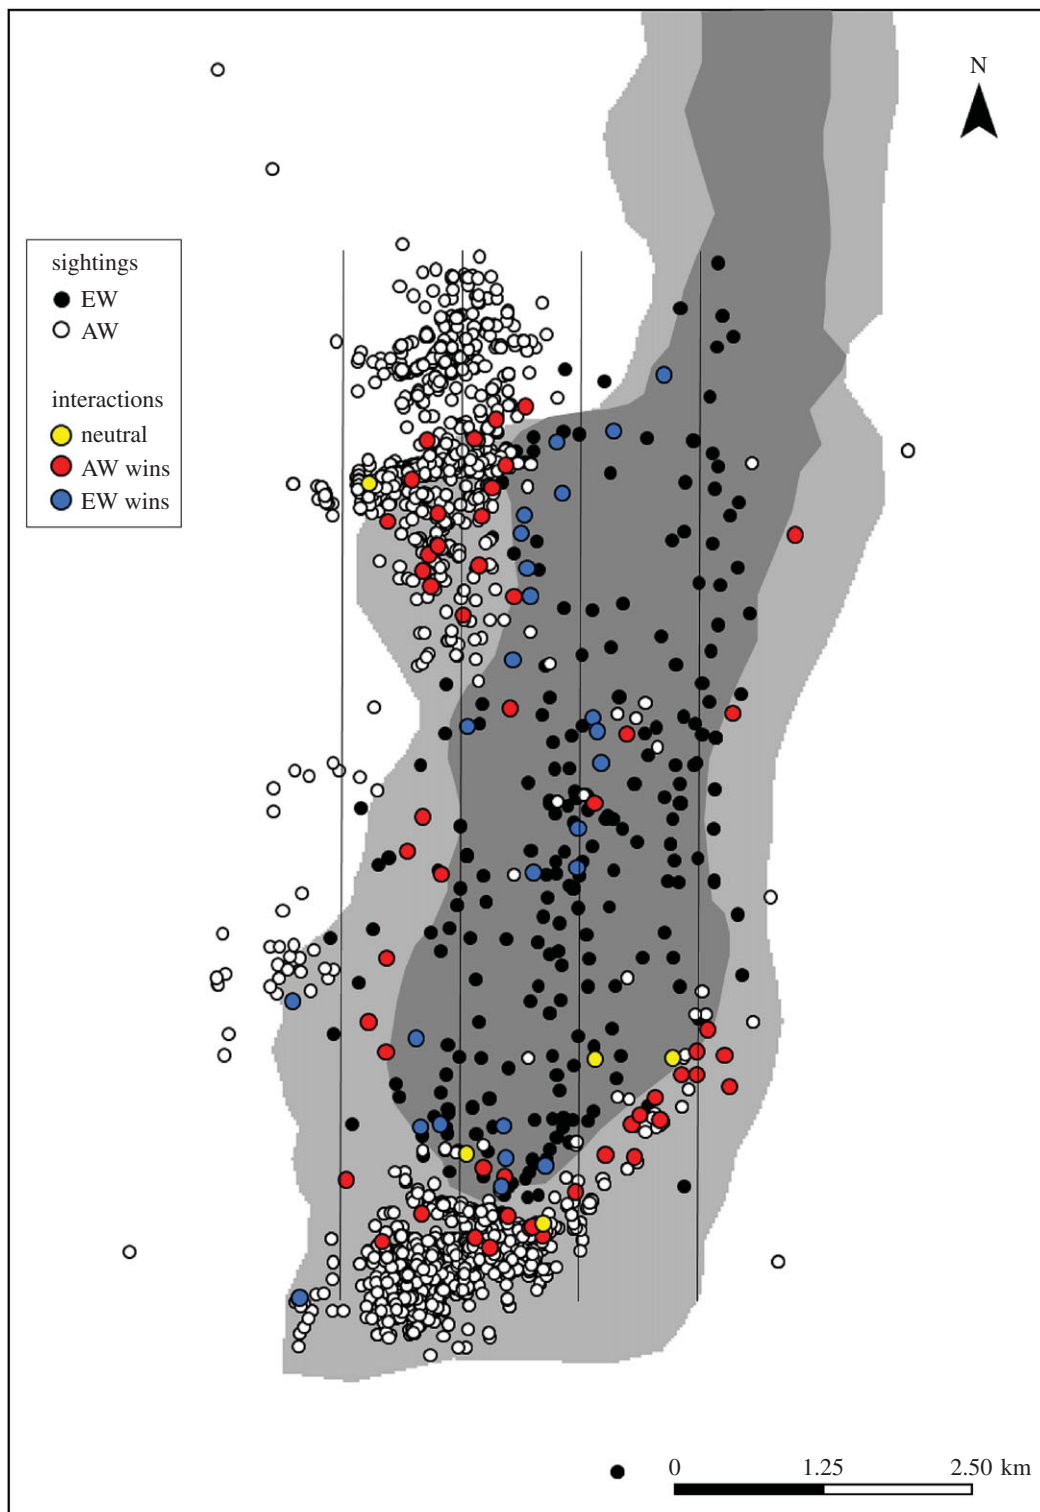 N
sightings
EW
AW
interactions
neutral
AW wins
EW wins
0 1.25 2.50 km